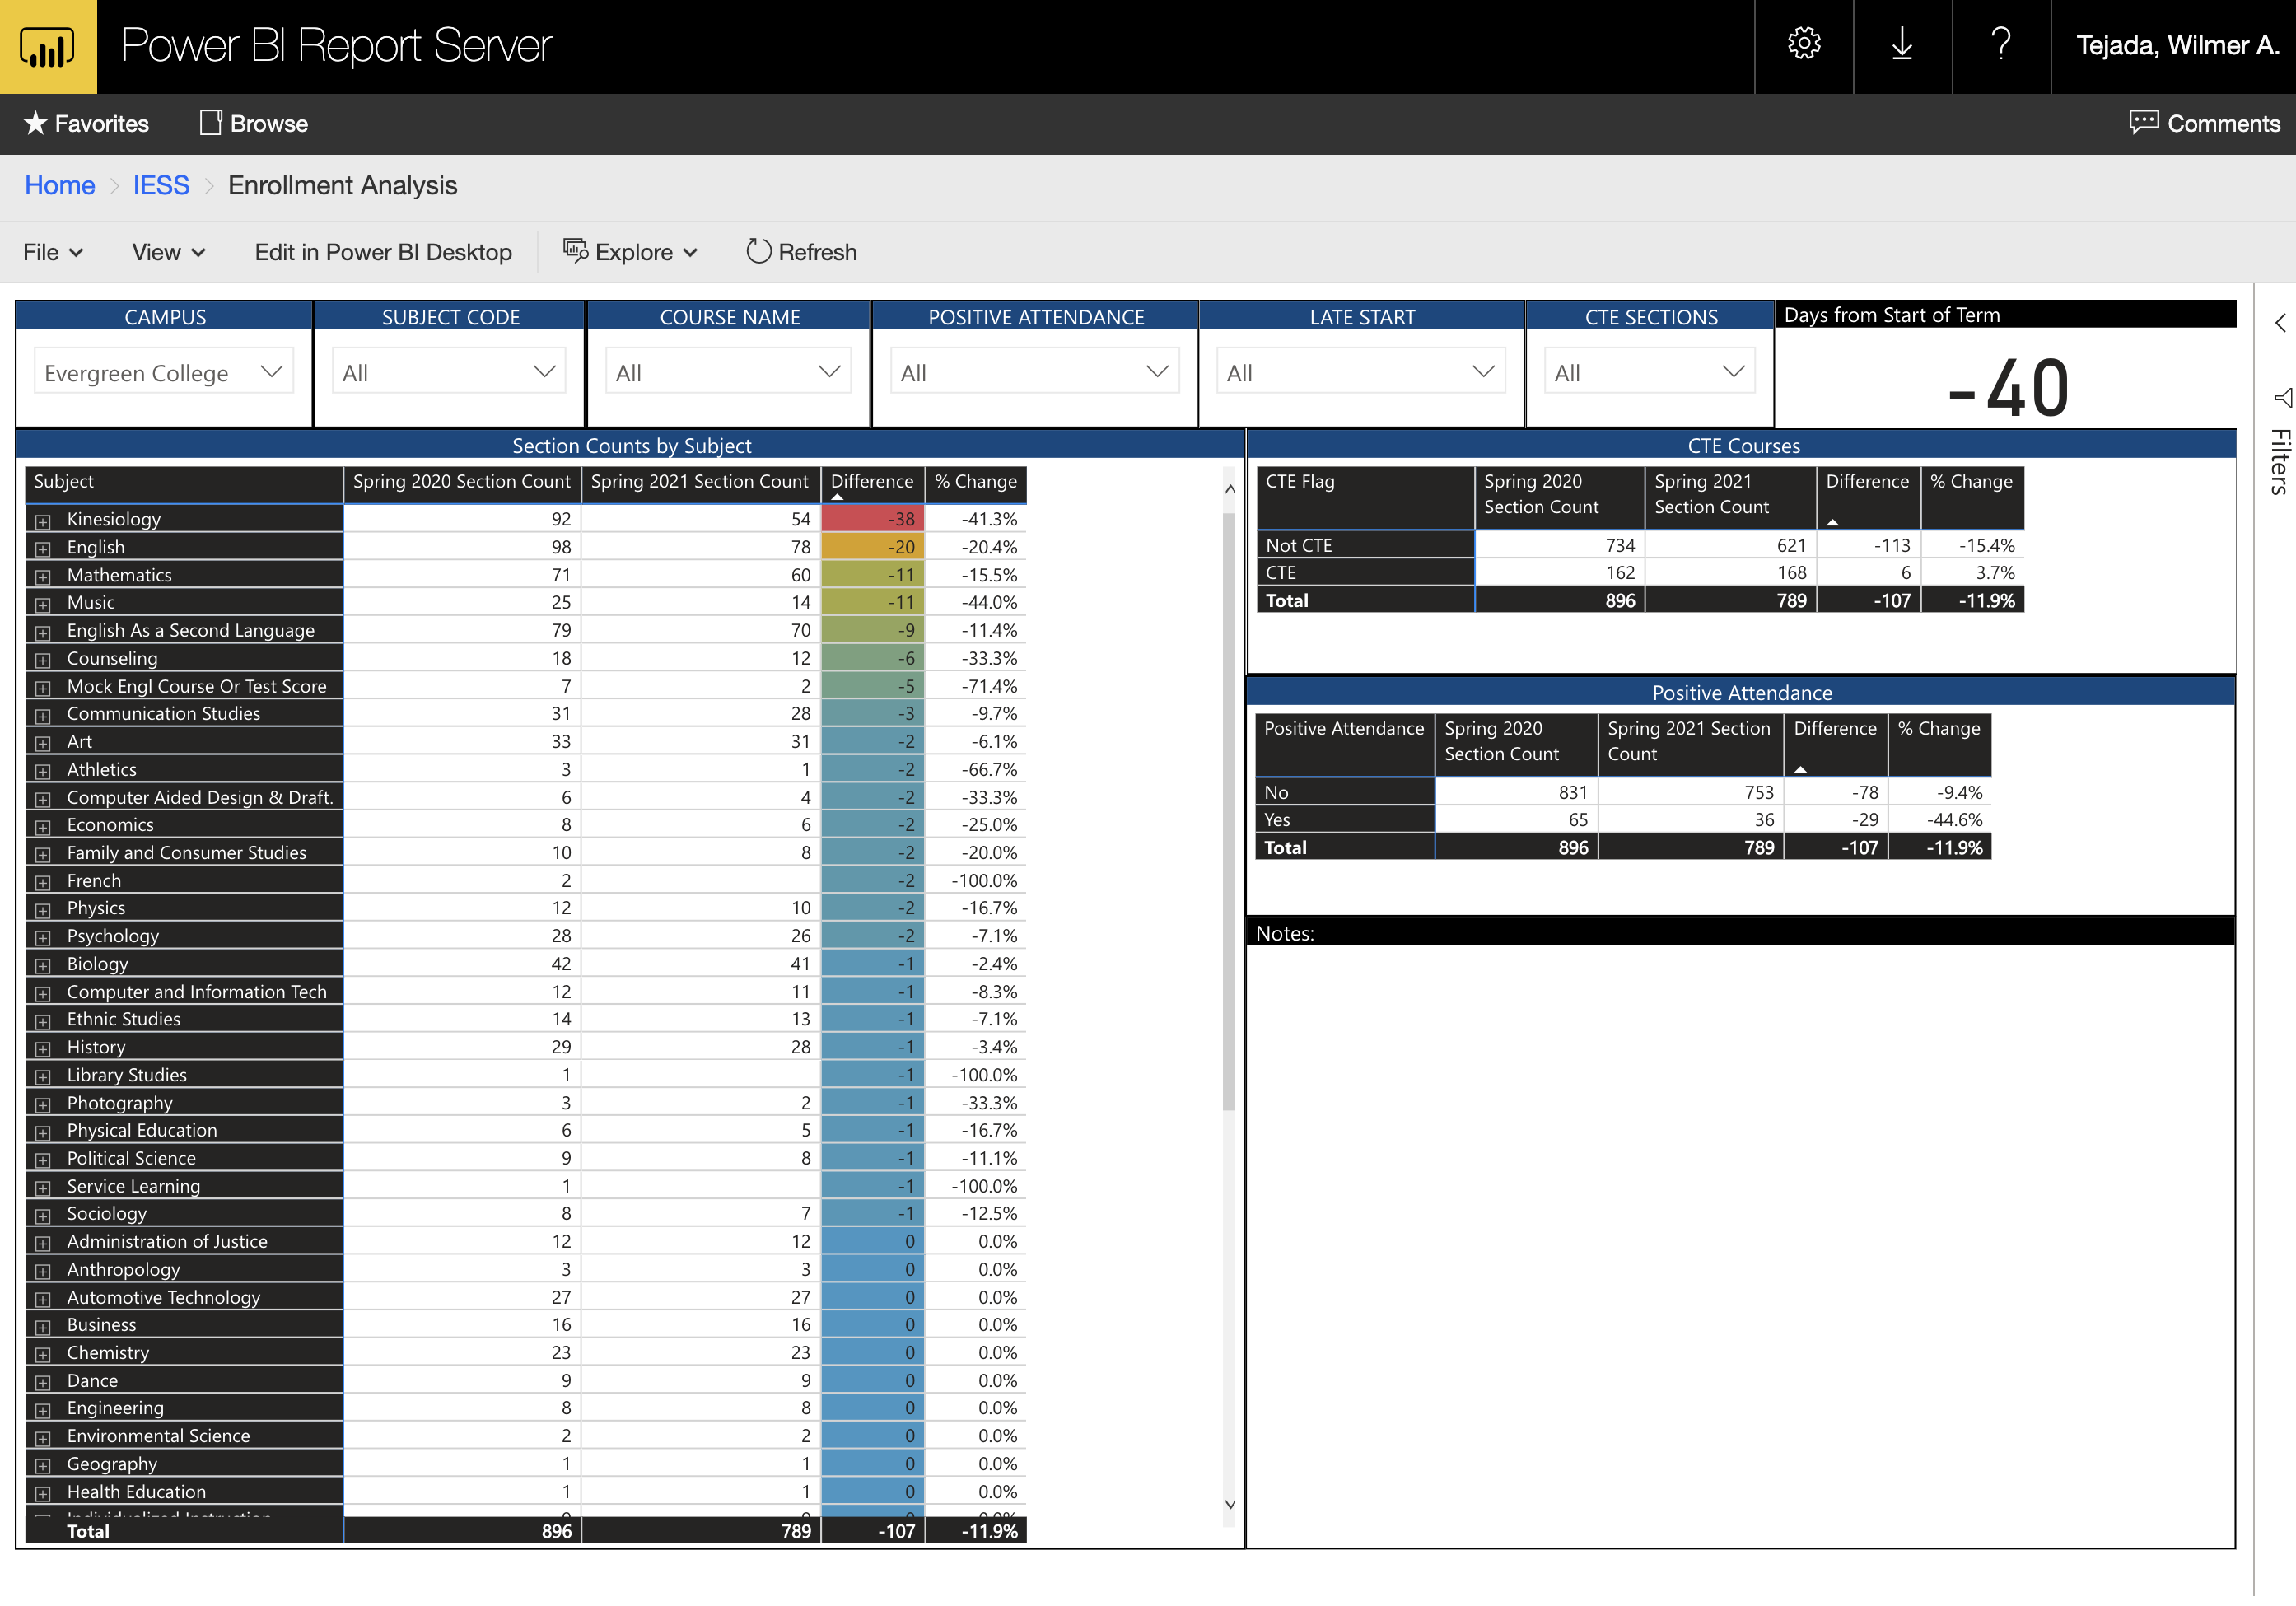 Power BI Report Server
Tejada, Wilmer A.
Favorites Browse Comments
Home > IESS > Enrollment Analysis
File View Edit in Power BI Desktop Explore Refresh
CAMPUS SUBJECT CODE COURSE NAME POSITIVE ATTENDANCE LATE START CTE SECTIONS Days from Start of Term
Evergreen College All All All All All -40
Filters
Section Counts by Subject
Subject Spring 2020 Section Count Spring 2021 Section Count Difference % Change
Kinesiology 92 54 -38 -41.3%
English 98 78 -20 -20.4%
Mathematics 71 60 -11 -15.5%
Music 25 14 -11 -44.0%
English As a Second Language 79 70 -9 -11.4%
Counseling 18 12 -6 -33.3%
Mock Engl Course Or Test Score 7 2 -5 -71.4%
Communication Studies 31 28 -3 -9.7%
Art 33 31 -2 -6.1%
Athletics 3 1 -2 -66.7%
Computer Aided Design & Draft. 6 4 -2 -33.3%
Economics 8 6 -2 -25.0%
Family and Consumer Studies 10 8 -2 -20.0%
French 2 -2 -100.0%
Physics 12 10 -2 -16.7%
Psychology 28 26 -2 -7.1%
Biology 42 41 -1 -2.4%
Computer and Information Tech 12 11 -1 -8.3%
Ethnic Studies 14 13 -1 -7.1%
History 29 28 -1 -3.4%
Library Studies 1 -1 -100.0%
Photography 3 2 -1 -33.3%
Physical Education 6 5 -1 -16.7%
Political Science 9 8 -1 -11.1%
Service Learning 1 -1 -100.0%
Sociology 8 7 -1 -12.5%
Administration of Justice 12 12 0 0.0%
Anthropology 3 3 0 0.0%
Automotive Technology 27 27 0 0.0%
Business 16 16 0 0.0%
Chemistry 23 23 0 0.0%
Dance 9 9 0 0.0%
Engineering 8 8 0 0.0%
Environmental Science 2 2 0 0.0%
Geography 1 1 0 0.0%
Health Education 1 1 0 0.0%
Total 896 789 -107 -11.9%
CTE Courses
CTE Flag Spring 2020 Section Count Spring 2021 Section Count Difference % Change
Not CTE 734 621 -113 -15.4%
CTE 162 168 6 3.7%
Total 896 789 -107 -11.9%
Positive Attendance
Positive Attendance Spring 2020 Section Count Spring 2021 Section Count Difference % Change
No 831 753 -78 -9.4%
Yes 65 36 -29 -44.6%
Total 896 789 -107 -11.9%
Notes: